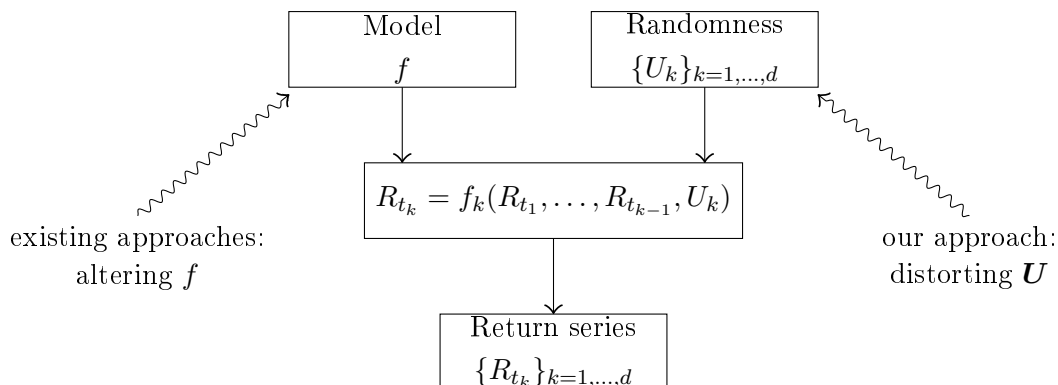 Model
f
Randomness
{U_k}_{k=1,...,d}
R_{t_k} = f_k(R_{t_1}, . . . , R_{t_{k-1}}, U_k)
existing approaches:
altering f
our approach:
distorting U
Return series
{R_{t_k}}_{k=1,...,d}